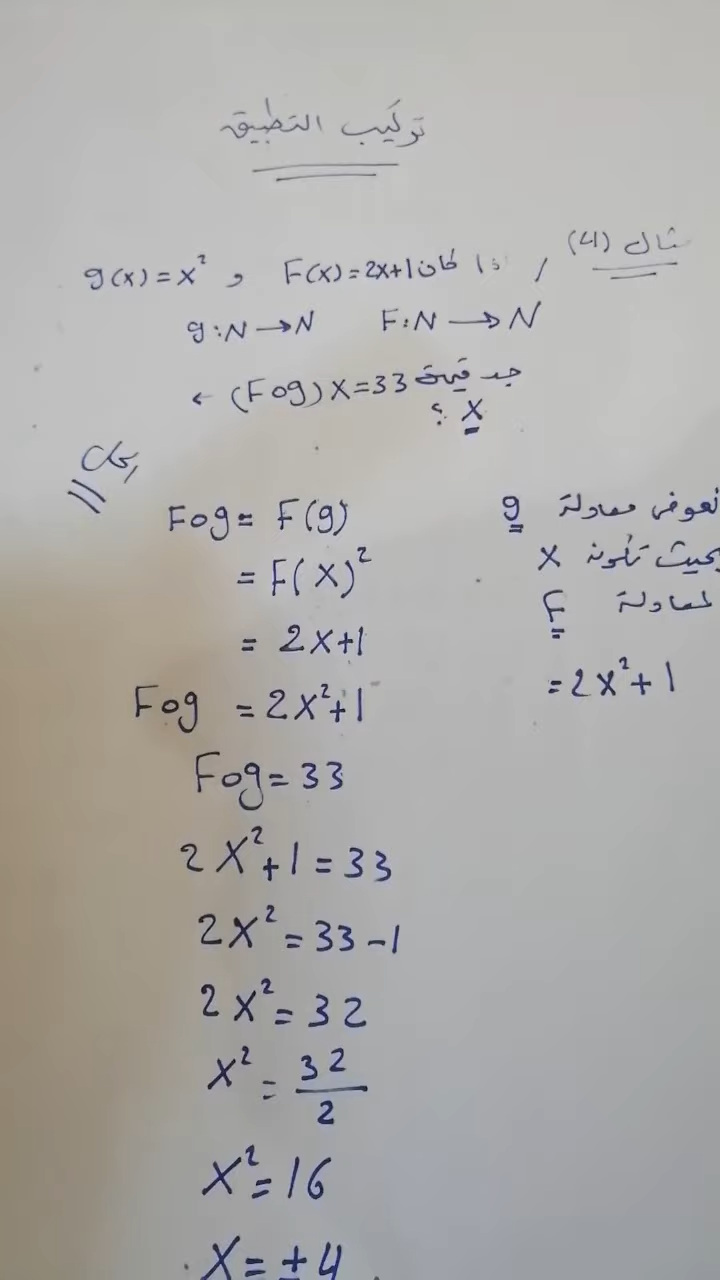 تركيب التطبيق
مثال (4) / اذا كان F(x)=2x+1 و g(x)=x²
F:N→N g:N→N
جد قيمة (Fog)X=33 ←
X ؟
الحل
Fog= F(g)
= F(X)²
= 2x+1
Fog =2x²+1
Fog=33
2X²+1=33
2X²=33-1
2X²=32
X²=32/2
X²=16
X=±4
نعوض معادلة g
بحيث تكون X
لمعادلة F
=2X²+1